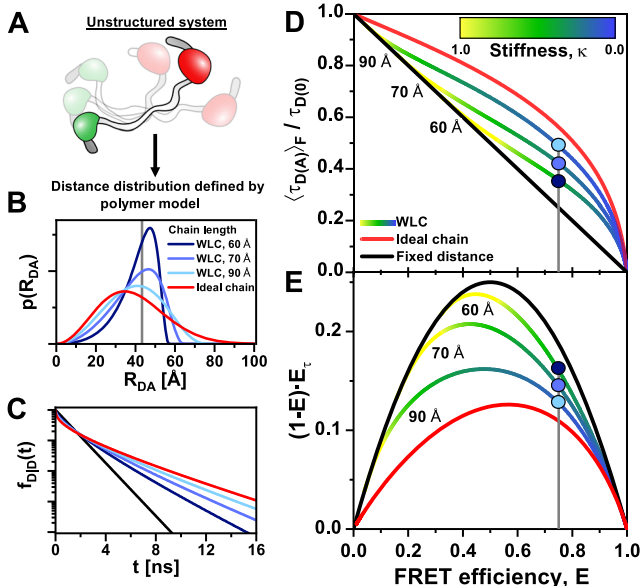 A
Unstructured system
Distance distribution defined by
polymer model
B
Chain length
WLC, 60 Å
WLC, 70 Å
WLC, 90 Å
Ideal chain
p(R_DA)
0 20 40 60 80 100
R_DA [Å]
C
f_D|D(t)
0 4 8 12 16
t [ns]
D
1.0
0.8
0.6
0.4
0.2
0.0
⟨τ_D(A)⟩_F / τ_D(0)
1.0 0.0
Stiffness, κ
90 Å
70 Å
60 Å
WLC
Ideal chain
Fixed distance
E
0.2
0.1
0.0
(1-E)·E_τ
60 Å
70 Å
90 Å
0.0 0.2 0.4 0.6 0.8 1.0
FRET efficiency, E